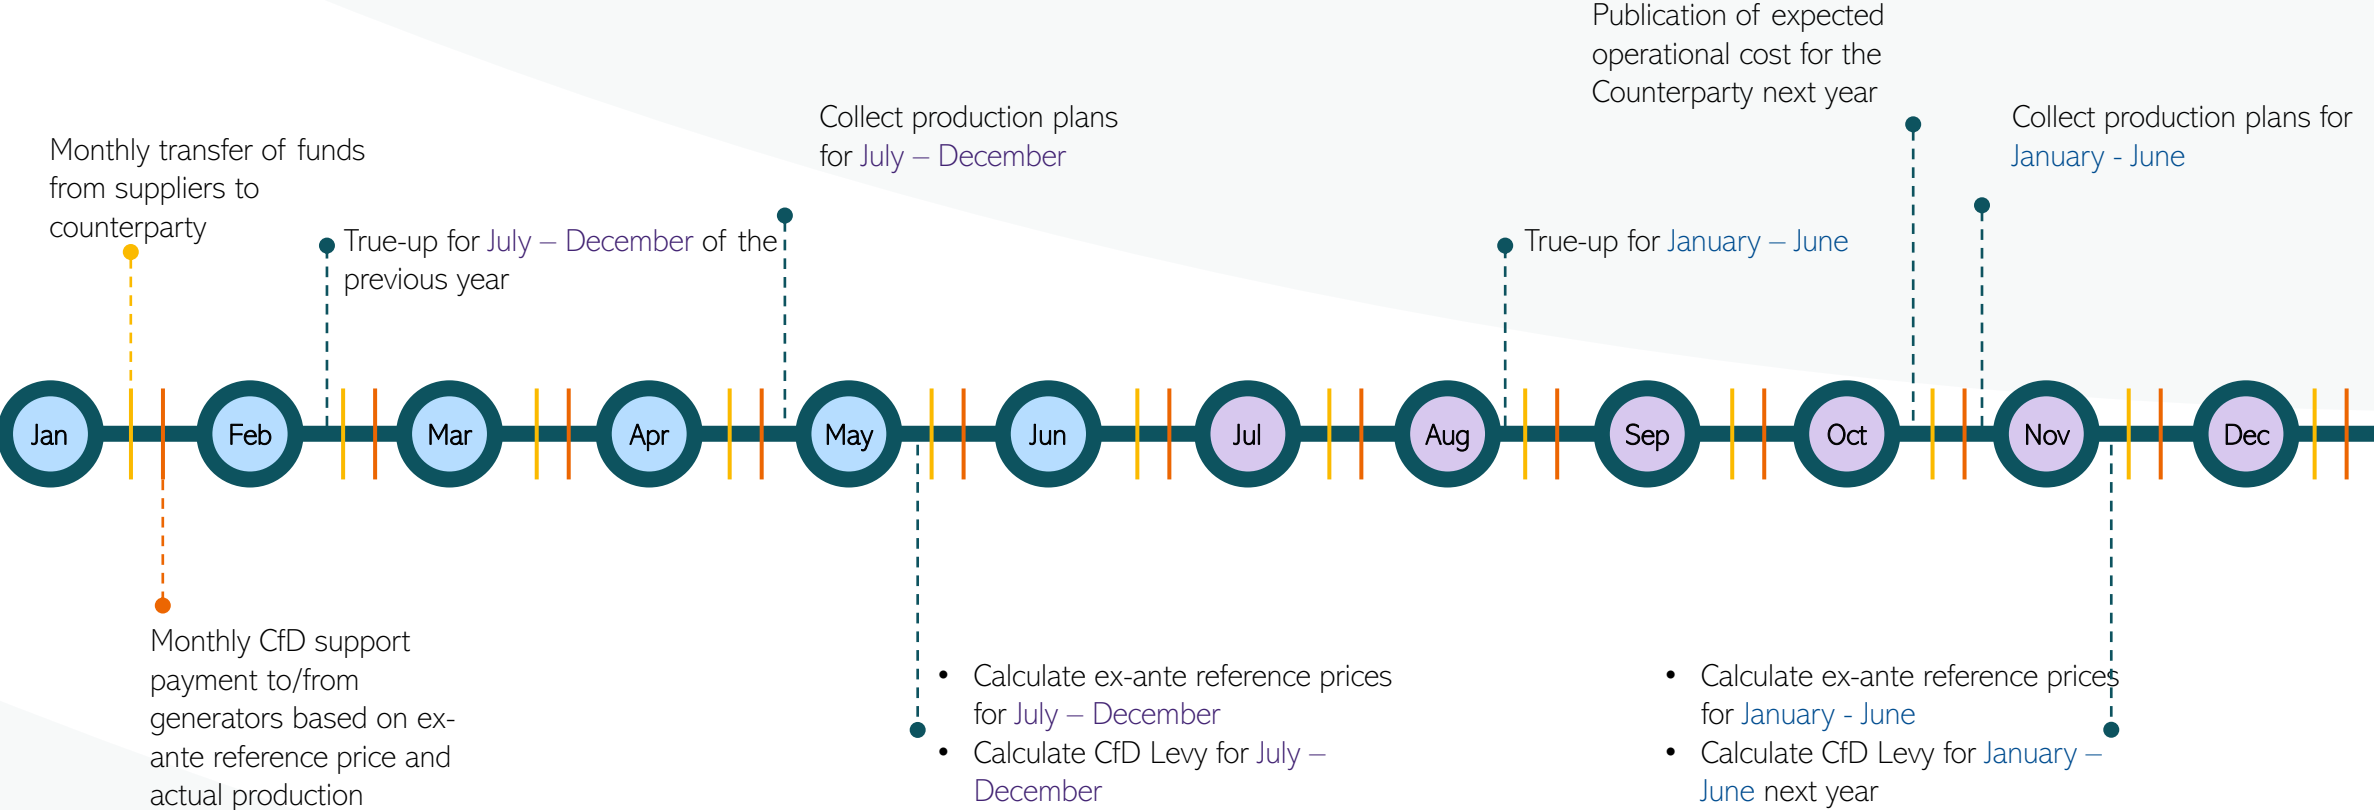 Publication of expected
operational cost for the
Counterparty next year
Collect production plans
for July – December
Collect production plans for
January - June
Monthly transfer of funds
from suppliers to
counterparty
True-up for July – December of the
previous year
True-up for January – June
Jan
Feb
Mar
Apr
May
Jun
Jul
Aug
Sep
Oct
Nov
Dec
Monthly CfD support
payment to/from
generators based on ex-
ante reference price and
actual production
• Calculate ex-ante reference prices
for July – December
• Calculate CfD Levy for July –
December
• Calculate ex-ante reference prices
for January - June
• Calculate CfD Levy for January –
June next year